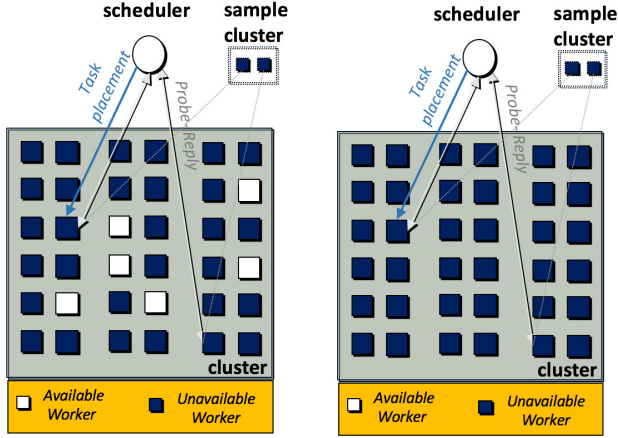 scheduler
sample
cluster
Task
placement
Probe- Reply
cluster
Available
Worker
Unavailable
Worker
scheduler
sample
cluster
Task
placement
Probe- Reply
cluster
Available
Worker
Unavailable
Worker